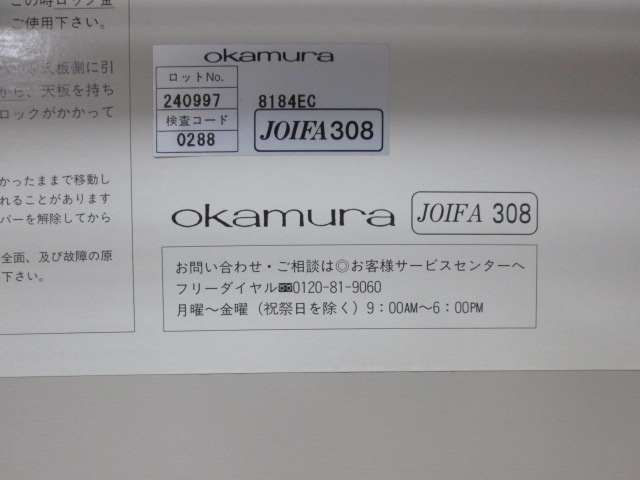 この時ロック金
ご使用下さい。
天板側に引
から、天板を持ち
ロックがかかって
かったままで移動し
れることがあります
バーを解除してから
全面、及び故障の原
下さい。
okamura
ロットNo.
240997 8184EC
検査コード
0288 JOIFA308
okamura JOIFA 308
お問い合わせ・ご相談は◎お客様サービスセンターへ
フリーダイヤル0120-81-9060
月曜〜金曜（祝祭日を除く）9：00AM〜6：00PM